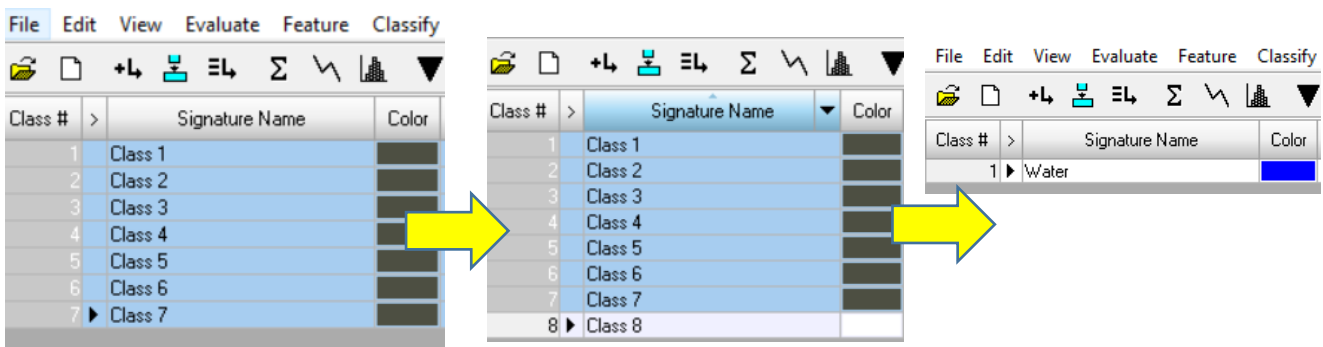 File Edit View Evaluate Feature Classify
Σ
Class # > Signature Name Color
1 Class 1
2 Class 2
3 Class 3
4 Class 4
5 Class 5
6 Class 6
7 Class 7
Σ
Class # > Signature Name Color
1 Class 1
2 Class 2
3 Class 3
4 Class 4
5 Class 5
6 Class 6
7 Class 7
8 Class 8
File Edit View Evaluate Feature Classify
Σ
Class # > Signature Name Color
1 Water